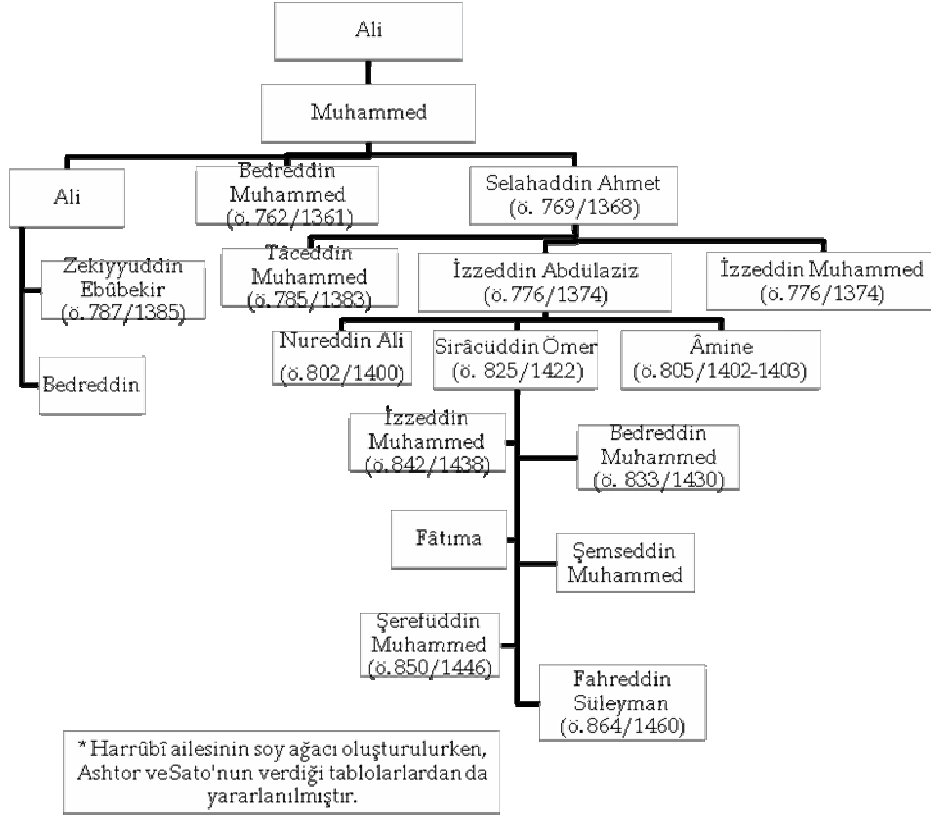 Ali
Muhammed
Ali
Bedreddin
Muhammed
(ö. 762/1361)
Selahaddin Ahmet
(ö. 769/1368)
Zekiyyuddin
Ebûbekir
(ö. 787/1385)
Bedreddin
Tâceddin
Muhammed
(ö. 785/1383)
İzzeddin Abdülaziz
(ö. 776/1374)
İzzeddin Muhammed
(ö. 776/1374)
Nureddin Ali
(ö. 802/1400)
Sirâcüddin Ömer
(ö. 825/1422)
Âmine
(ö. 805/1402-1403)
İzzeddin
Muhammed
(ö. 842/1438)
Bedreddin
Muhammed
(ö. 833/1430)
Fâtıma
Şemseddin
Muhammed
Şerefüddin
Muhammed
(ö. 850/1446)
Fahreddin
Süleyman
(ö. 864/1460)
* Harrûbî ailesinin soy ağacı oluşturulurken,
Ashtor ve Sato'nun verdiği tablolarlardan da
yararlanılmıştır.